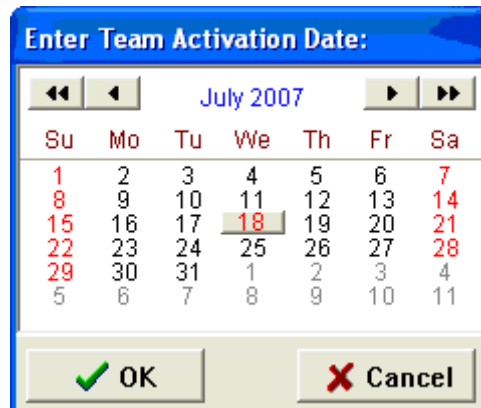 Enter Team Activation Date:
July 2007
Su Mo Tu We Th Fr Sa
1 2 3 4 5 6 7
8 9 10 11 12 13 14
15 16 17 18 19 20 21
22 23 24 25 26 27 28
29 30 31 1 2 3 4
5 6 7 8 9 10 11
OK Cancel